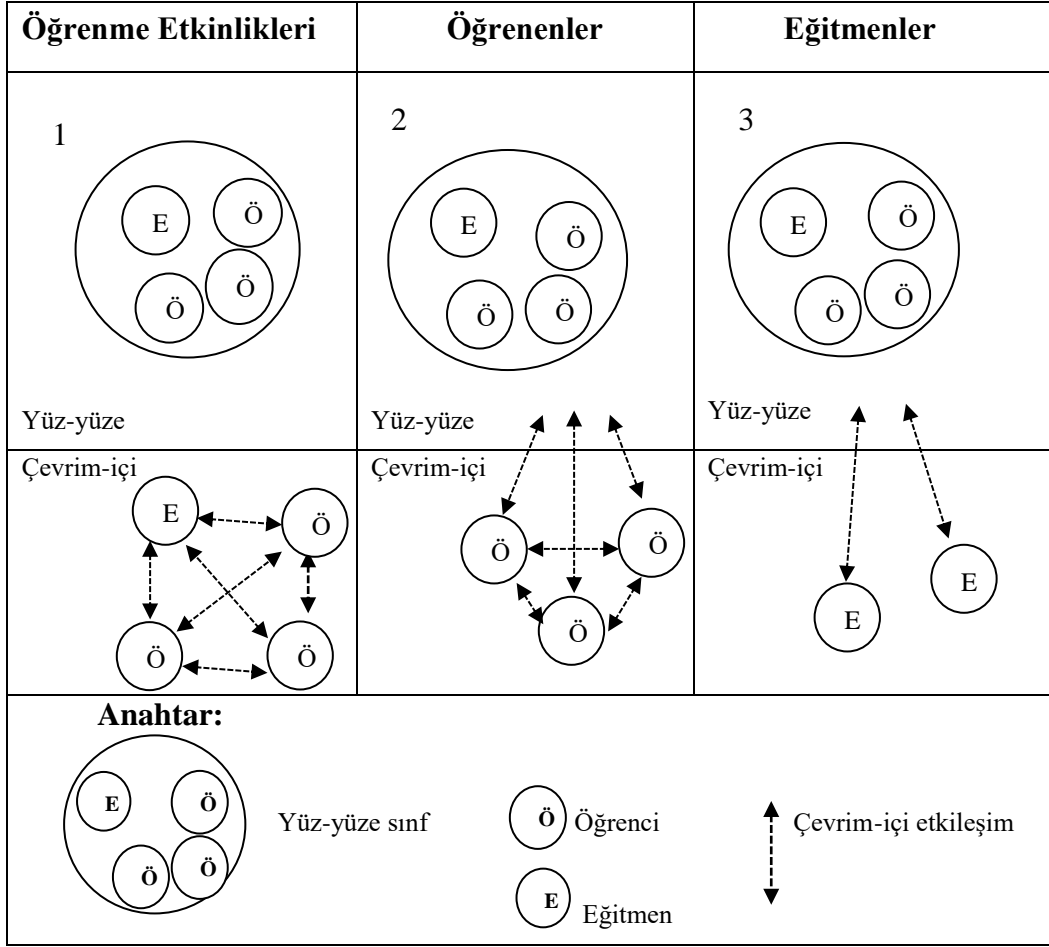 Öğrenme Etkinlikleri Öğrenenler Eğitmenler
1 2 3
E Ö Ö Ö
E Ö Ö Ö
E Ö Ö Ö
Yüz-yüze Yüz-yüze Yüz-yüze
Çevrim-içi Çevrim-içi Çevrim-içi
E Ö Ö Ö
Ö Ö Ö
E E
Anahtar:
E Ö Ö Ö
Yüz-yüze sınf
Ö Öğrenci
E Eğitmen
Çevrim-içi etkileşim